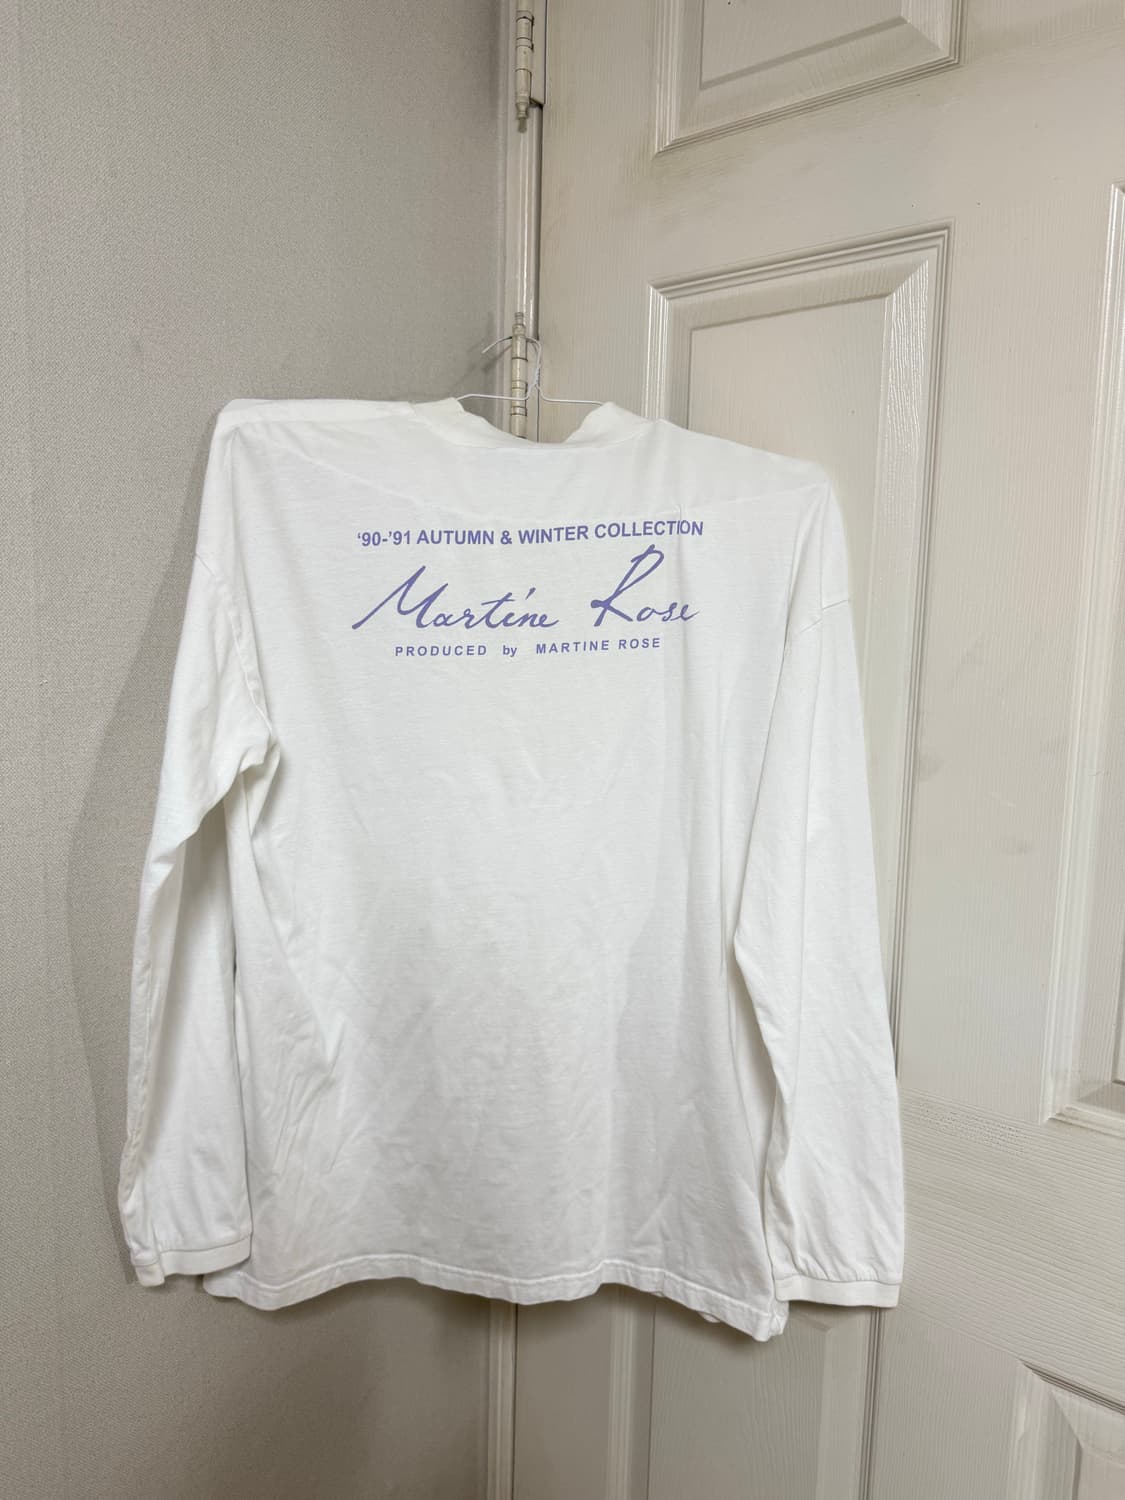 ‘90-’91 AUTUMN & WINTER COLLECTION
Martine Rose
PRODUCED by MARTINE ROSE